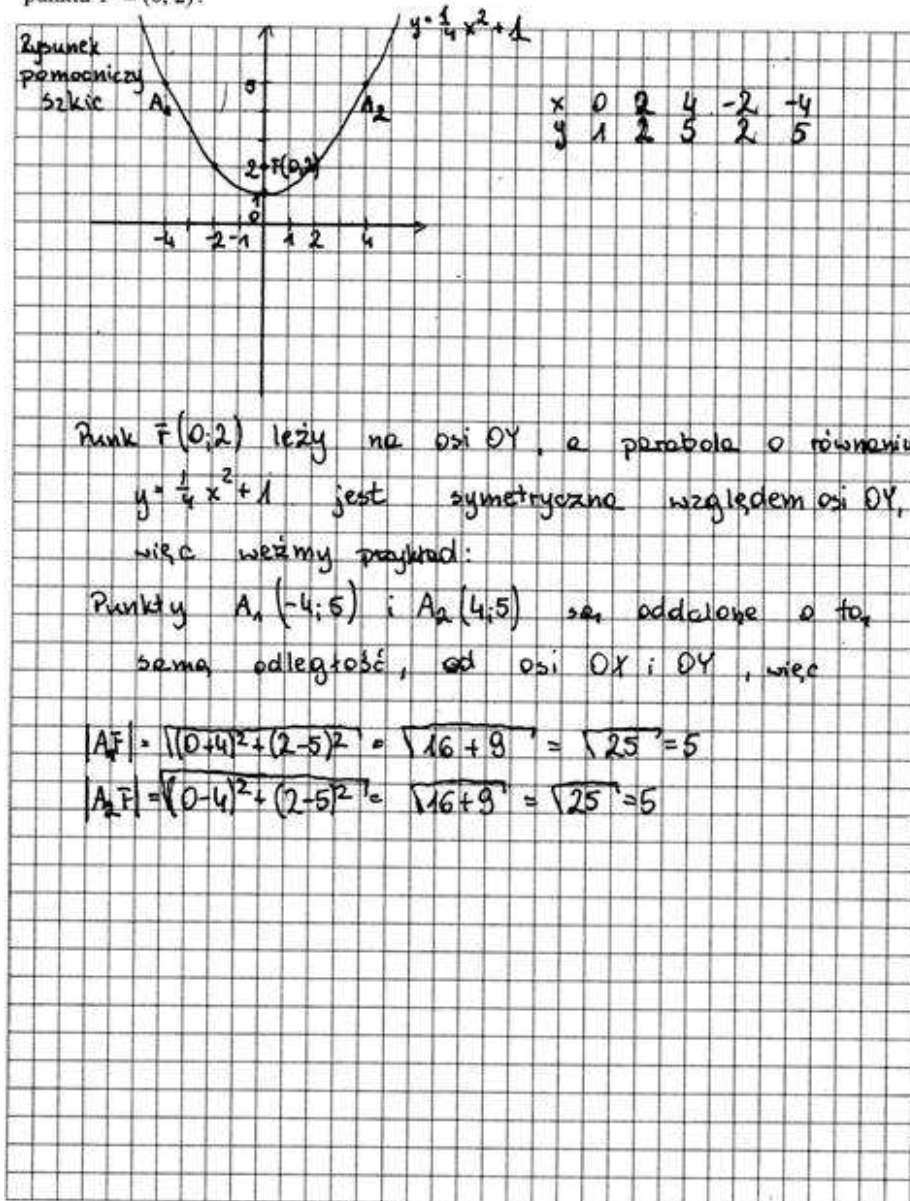 punktu F = (0, 2).
y = 1/4 x² + 1
Rysunek
pomocniczy
szkic
A₁
A₂
5
2
F(0,2)
1
0
-4 -2 -1 1 2 4
x 0 2 4 -2 -4
y 1 2 5 2 5
Punk F(0;2) leży na osi OY, a parabola o równaniu
y = 1/4 x² + 1 jest symetryczna względem osi OY,
więc weźmy przykład:
Punkty A₁ (-4;5) i A₂ (4;5) są oddalone o tą
samą odległość, od osi OX i OY, więc
|A₁F| = √((0+4)² + (2-5)²) = √(16 + 9) = √25 = 5
|A₂F| = √((0-4)² + (2-5)²) = √(16+9) = √25 = 5